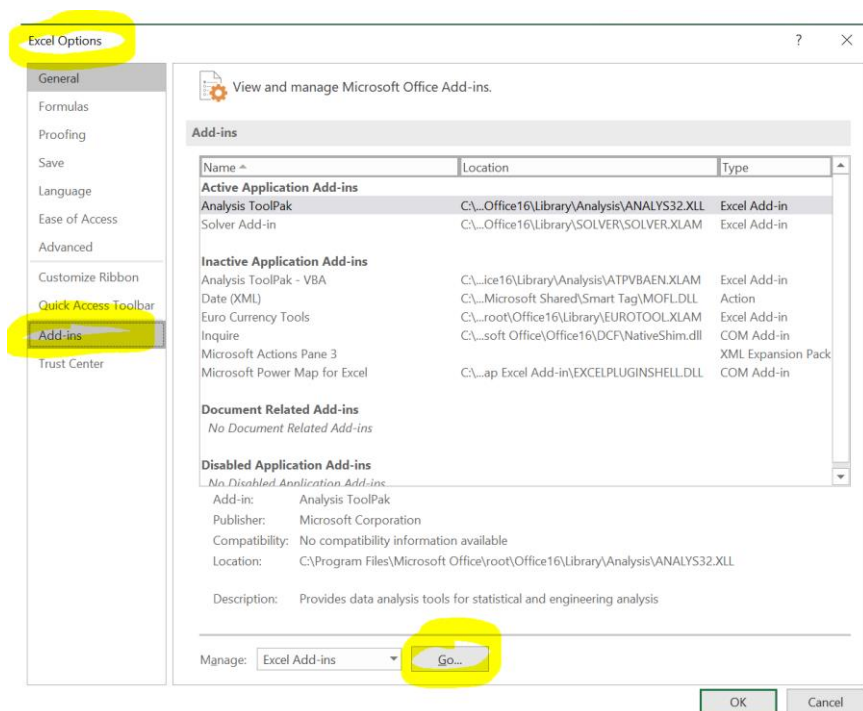 Excel Options ? ×
General
Formulas
Proofing
Save
Language
Ease of Access
Advanced
Customize Ribbon
Quick Access Toolbar
Add-ins
Trust Center
View and manage Microsoft Office Add-ins.
Add-ins
Name Location Type
Active Application Add-ins
Analysis ToolPak C:\...Office16\Library\Analysis\ANALYS32.XLL Excel Add-in
Solver Add-in C:\...Office16\Library\SOLVER\SOLVER.XLAM Excel Add-in
Inactive Application Add-ins
Analysis ToolPak - VBA C:\...ice16\Library\Analysis\ATPVBAEN.XLAM Excel Add-in
Date (XML) C:\...Microsoft Shared\Smart Tag\MOFL.DLL Action
Euro Currency Tools C:\...root\Office16\Library\EUROTOOL.XLAM Excel Add-in
Inquire C:\...soft Office\Office16\DCF\NativeShim.dll COM Add-in
Microsoft Actions Pane 3 XML Expansion Pack
Microsoft Power Map for Excel C:\...ap Excel Add-in\EXCELPLUGINSHELL.DLL COM Add-in
Document Related Add-ins
No Document Related Add-ins
Disabled Application Add-ins
No Disabled Application Add-ins
Add-in: Analysis ToolPak
Publisher: Microsoft Corporation
Compatibility: No compatibility information available
Location: C:\Program Files\Microsoft Office\root\Office16\Library\Analysis\ANALYS32.XLL
Description: Provides data analysis tools for statistical and engineering analysis
Manage: Excel Add-ins Go...
OK Cancel